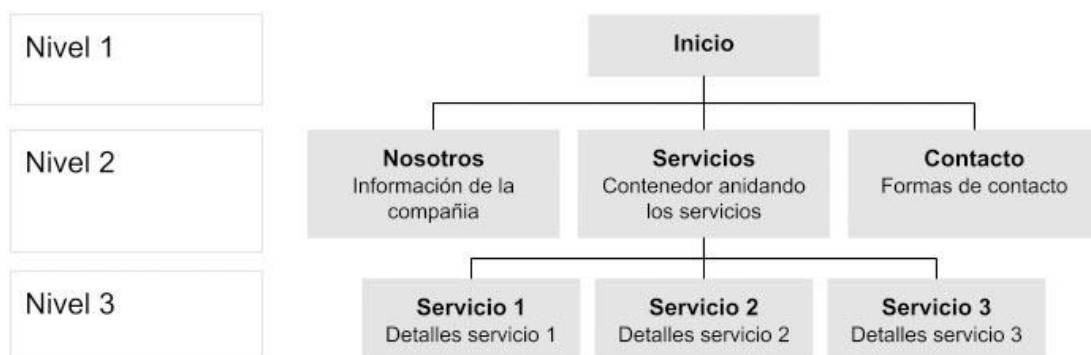 Nivel 1
Inicio
Nivel 2
Nosotros
Información de la
compañia
Servicios
Contenedor anidando
los servicios
Contacto
Formas de contacto
Nivel 3
Servicio 1
Detalles servicio 1
Servicio 2
Detalles servicio 2
Servicio 3
Detalles servicio 3